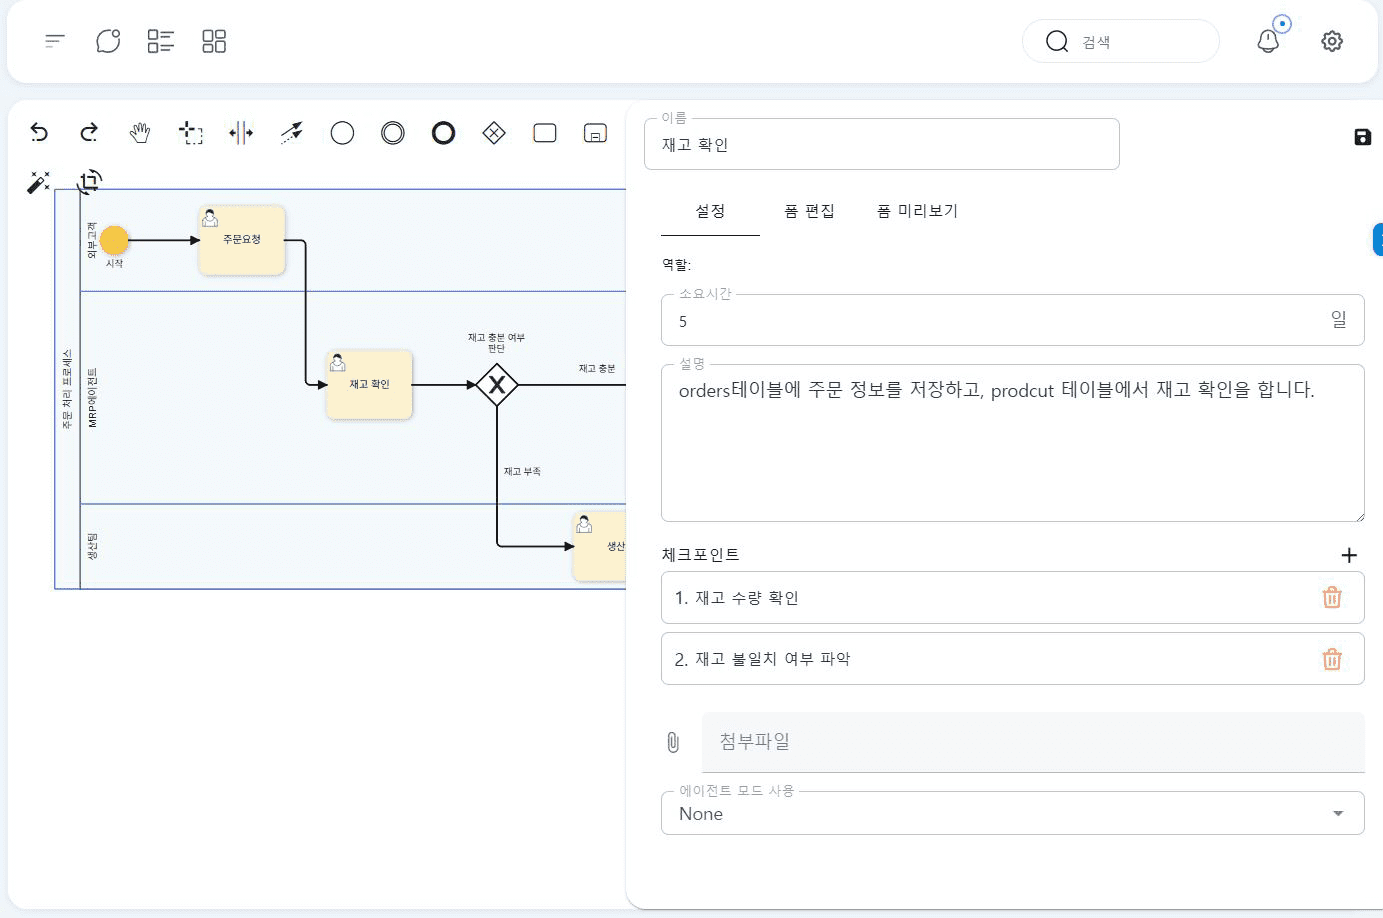 검색
이름
재고 확인
설정
폼 편집
폼 미리보기
역할:
소요시간
5
일
설명
orders테이블에 주문 정보를 저장하고, prodcut 테이블에서 재고 확인을 합니다.
체크포인트
1. 재고 수량 확인
2. 재고 불일치 여부 파악
첨부파일
에이전트 모드 사용
None
주문 처리 프로세스
외부고객
시작
주문요청
MRP에이전트
재고 확인
재고 충분 여부
판단
재고 충분
재고 부족
생산팀
생산